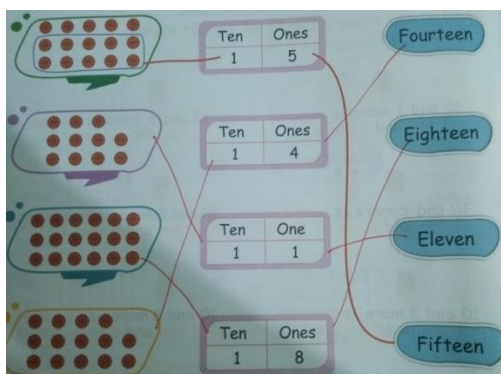 Ten Ones
1 5
Fourteen
Ten Ones
1 4
Eighteen
Ten One
1 1
Eleven
Ten Ones
1 8
Fifteen